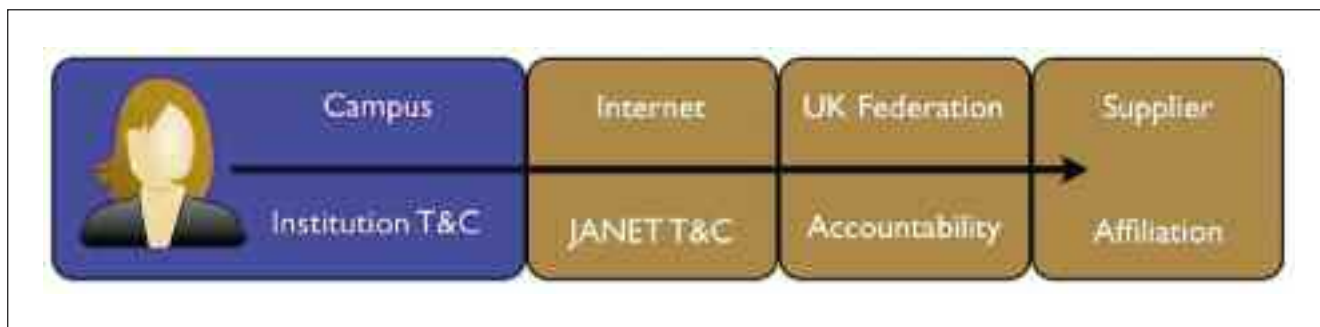 Campus
Institution T&C
Internet
JANET T&C
UK Federation
Accountability
Supplier
Affiliation